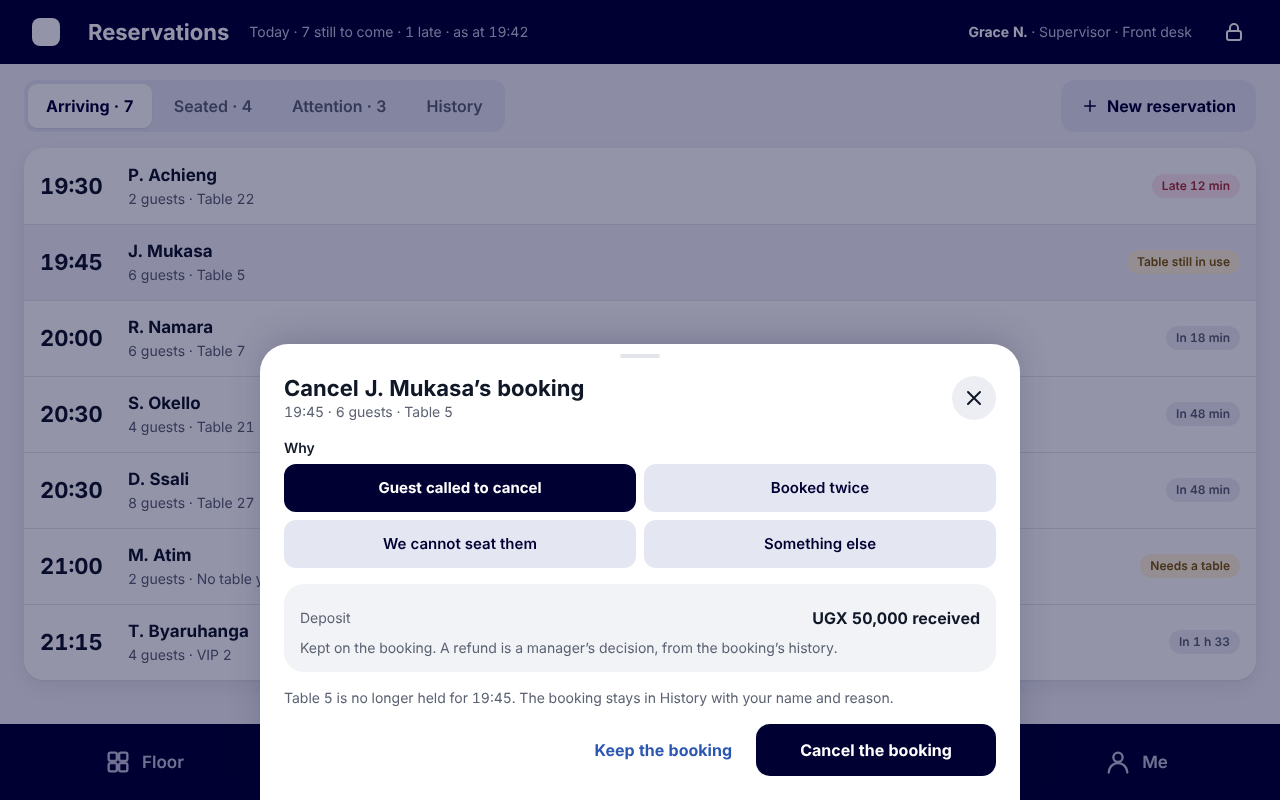 Reservations
Today · 7 still to come · 1 late · as at 19:42
Grace N. · Supervisor · Front desk
Arriving · 7
Seated · 4
Attention · 3
History
New reservation
19:30
P. Achieng
2 guests · Table 22
Late 12 min
19:45
J. Mukasa
6 guests · Table 5
Table still in use
20:00
R. Namara
6 guests · Table 7
In 18 min
20:30
S. Okello
4 guests · Table 21
In 48 min
20:30
D. Ssali
8 guests · Table 27
In 48 min
21:00
M. Atim
2 guests · No table
Needs a table
21:15
T. Byaruhanga
4 guests · VIP 2
In 1 h 33
Cancel J. Mukasa’s booking
19:45 · 6 guests · Table 5
Why
Guest called to cancel
Booked twice
We cannot seat them
Something else
Deposit
UGX 50,000 received
Kept on the booking. A refund is a manager’s decision, from the booking’s history.
Table 5 is no longer held for 19:45. The booking stays in History with your name and reason.
Keep the booking
Cancel the booking
Floor
Me